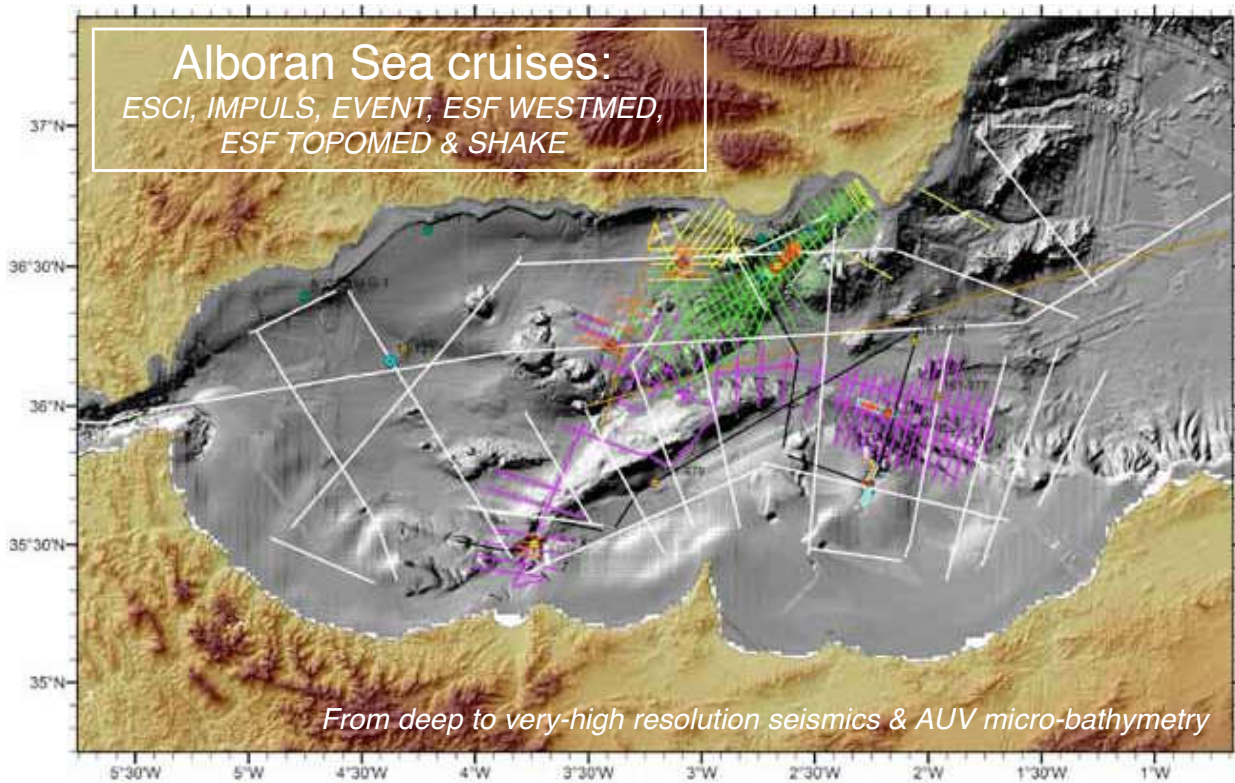 Alboran Sea cruises:
ESCI, IMPULS, EVENT, ESF WESTMED,
ESF TOPOMED & SHAKE
37°
36°30'
36°
35°30'
35°
From deep to very-high resolution seismics & AUV micro-bathymetry
5°30'W 5°W 4°30'W 4°W 3°30'W 3°W 2°30'W 2°W 1°30'W 1°W